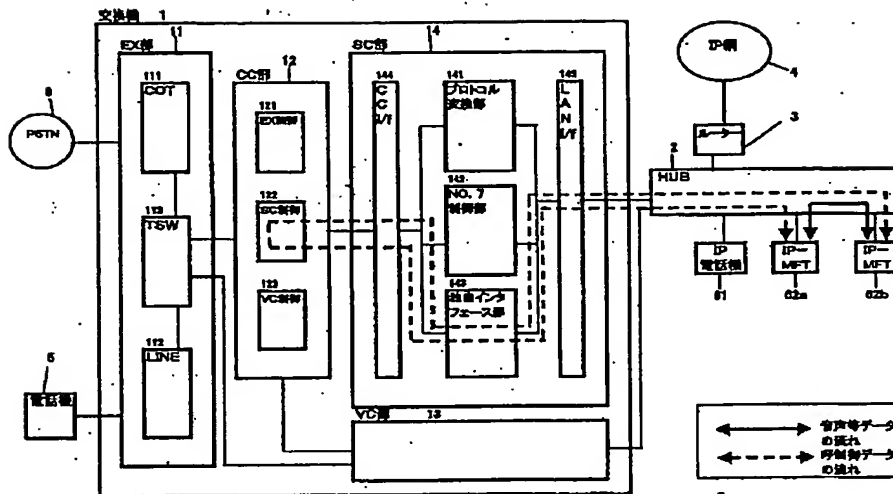 交換機 1
EX部
11
111
COT
113
TSW
112
LINE
CC部
12
121
EX制御
122
SC制御
123
VC制御
SC部
14
144
CC I/f
141
プロトコル
変換部
142
NO. 7
制御部
143
独自インタ
フェース部
145
LAN I/f
VC部
13
PSTN
5
電話機
IP網
4
ルーター
3
2
HUB
IP
電話機
61
IP-
MFT
62a
IP-
MFT
62b
音声等データ
の流れ
呼制御データ
の流れ